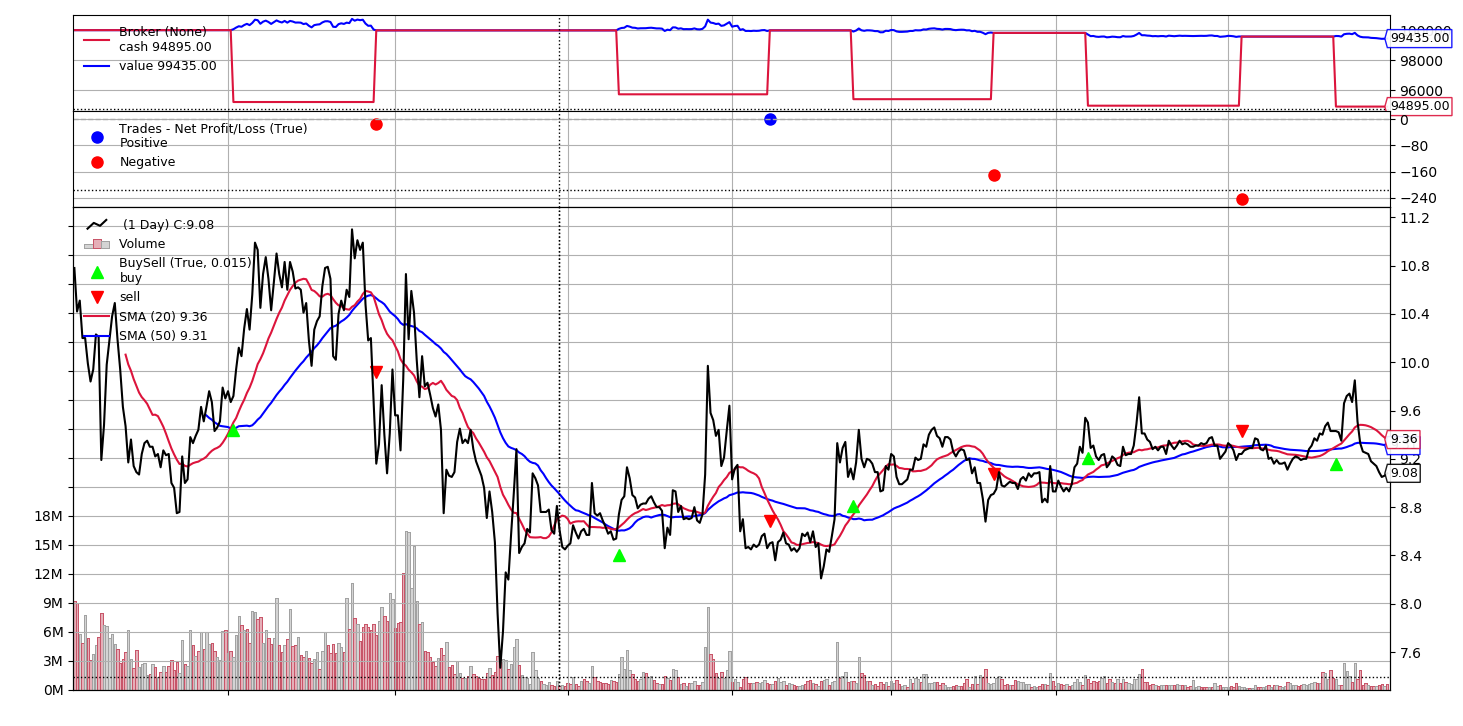 Broker (None)
cash 94895.00
value 99435.00
100000
99435.00
98000
96000
94895.00
Trades - Net Profit/Loss (True)
Positive
Negative
0
−80
−160
−240
(1 Day) C:9.08
Volume
BuySell (True, 0.015)
buy
sell
SMA (20) 9.36
SMA (50) 9.31
11.2
10.8
10.4
10.0
9.6
9.36
9.2
9.08
8.8
8.4
8.0
7.6
18M
15M
12M
9M
6M
3M
0M